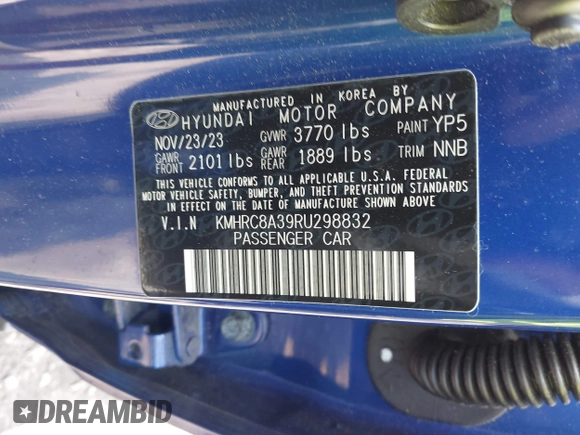 MANUFACTURED IN KOREA BY
HYUNDAI MOTOR COMPANY
NOV/23/23 GVWR 3770 lbs PAINT YP5
GAWR FRONT 2101 lbs GAWR REAR 1889 lbs TRIM NNB
THIS VEHICLE CONFORMS TO ALL APPLICABLE U.S.A. FEDERAL
MOTOR VEHICLE SAFETY, BUMPER, AND THEFT PREVENTION STANDARDS
IN EFFECT ON THE DATE OF MANUFACTURE SHOWN ABOVE
V.I.N KMHRC8A39RU298832
PASSENGER CAR
DREAMBID